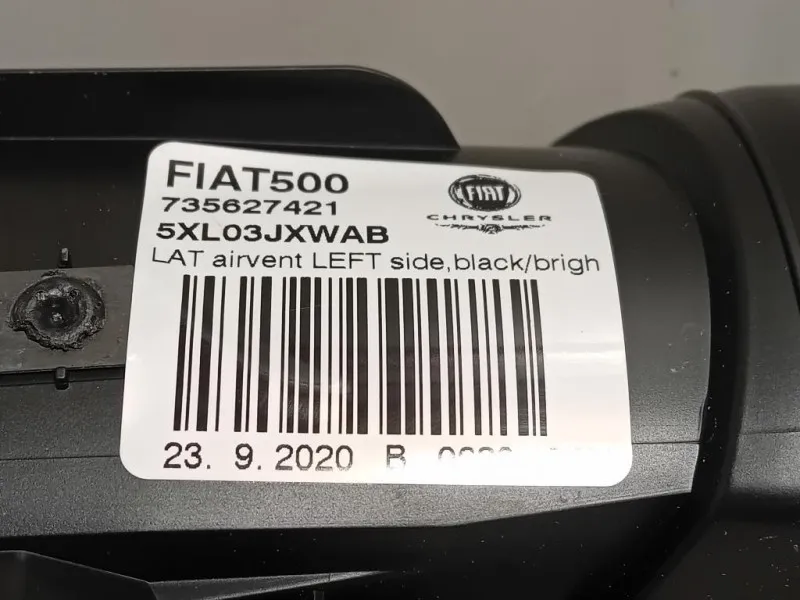 FIAT500
735627421
5XL03JXWAB
LAT airvent LEFT side,black/brigh
23. 9.2020 B
FIAT
CHRYSLER